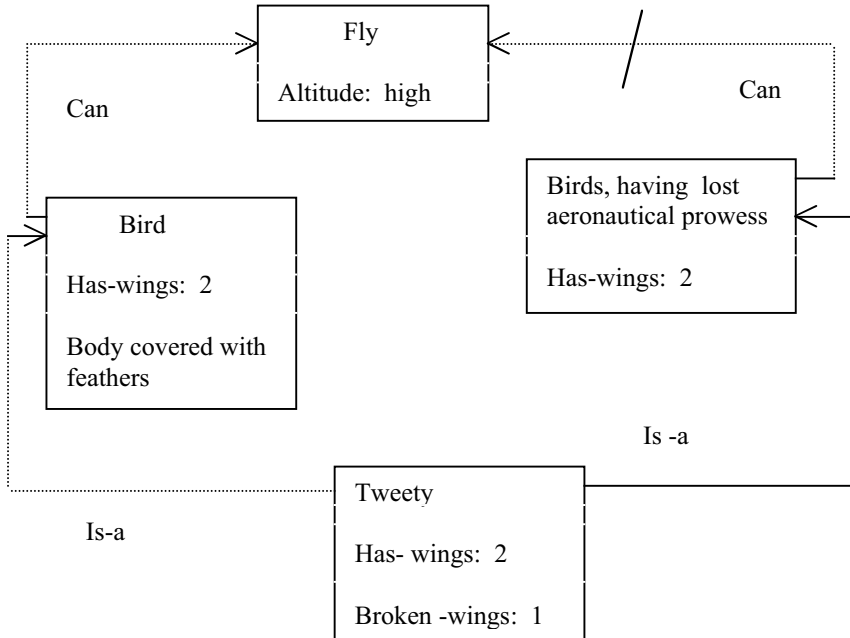 Fly
Altitude: high
Can
Can
Birds, having lost
aeronautical prowess
Has-wings: 2
Bird
Has-wings: 2
Body covered with
feathers
Is -a
Is-a
Tweety
Has- wings: 2
Broken -wings: 1